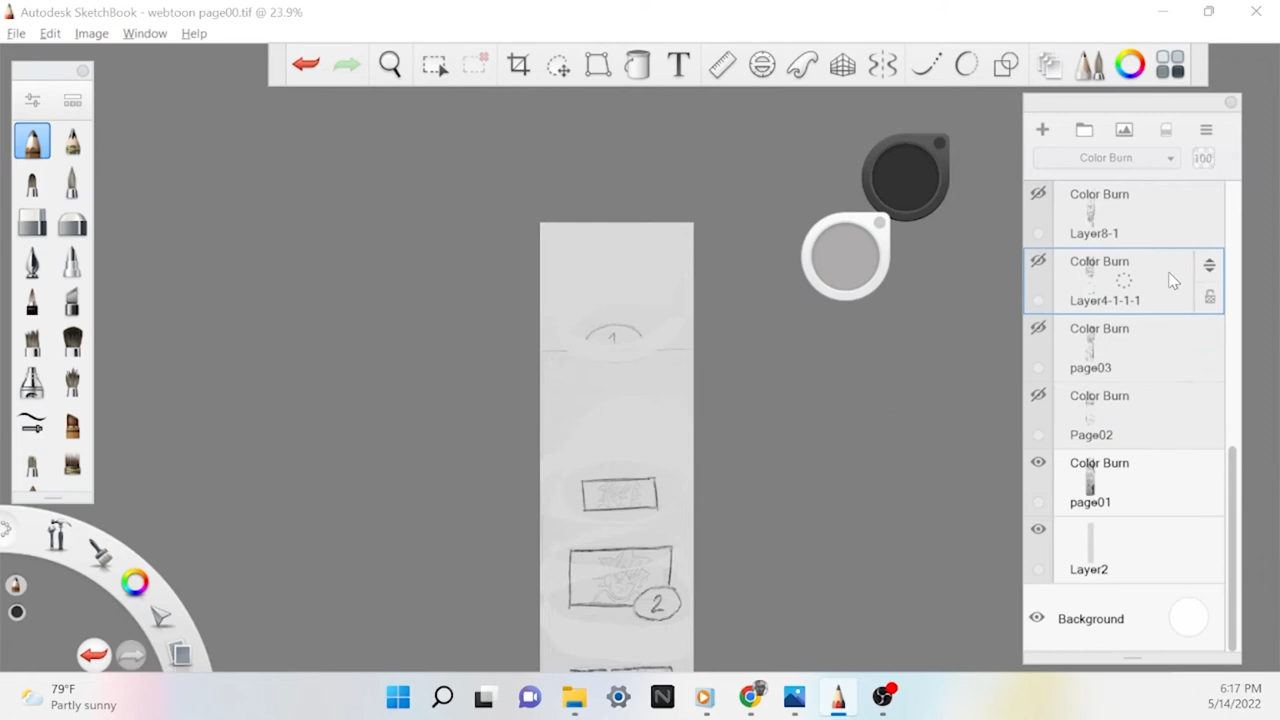 Autodesk SketchBook - webtoon page00.tif @ 23.9%
File Edit Image Window Help
T
Color Burn 100
Color Burn
Layer8-1
Color Burn
Layer4-1-1-1
Color Burn
page03
Color Burn
Page02
Color Burn
page01
Layer2
Background
1
2
79°F
Partly sunny
N
6:17 PM
5/14/2022